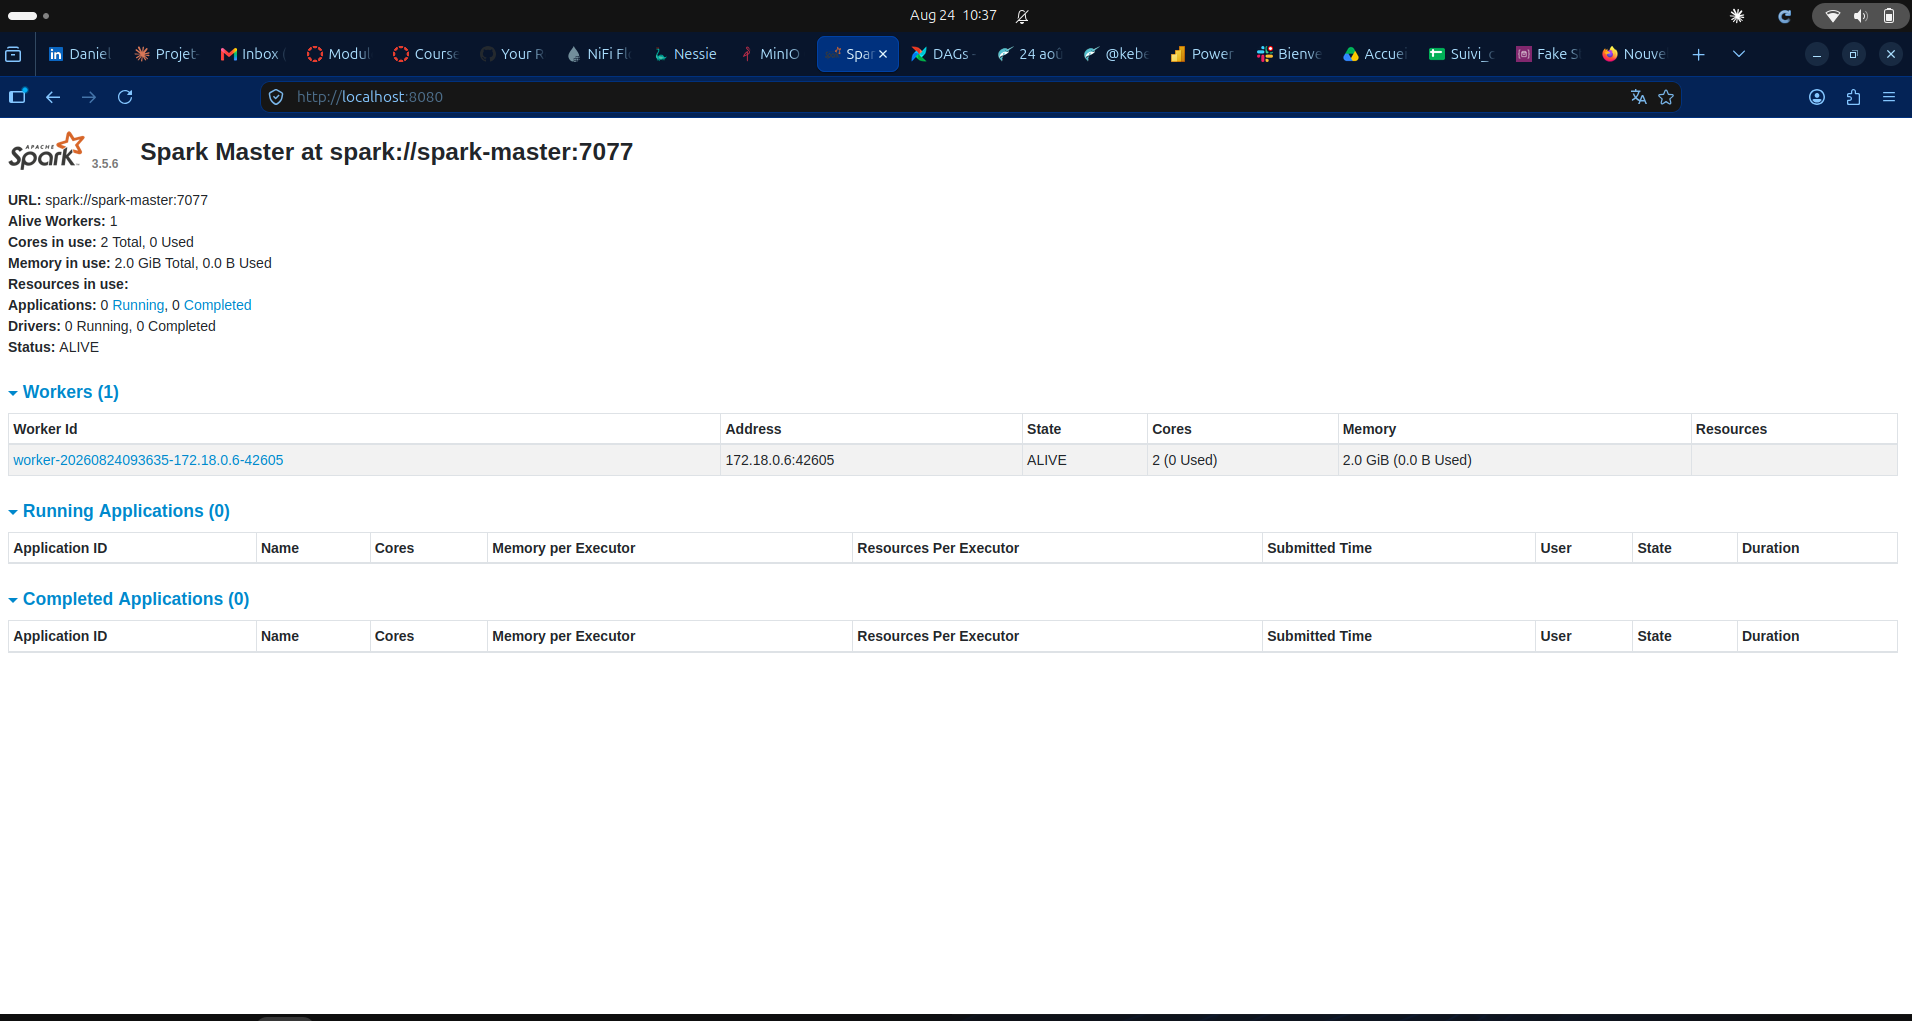 Aug 24 10:37
Daniel
Projet-
Inbox (
Modul
Course
Your R
NiFi Fl
Nessie
MinIO
Spar
DAGs -
24 aoû
@kebe
Power
Bienve
Accuei
Suivi_c
Fake S
Nouve
http://localhost:8080
APACHE Spark 3.5.6
Spark Master at spark://spark-master:7077
URL: spark://spark-master:7077
Alive Workers: 1
Cores in use: 2 Total, 0 Used
Memory in use: 2.0 GiB Total, 0.0 B Used
Resources in use:
Applications: 0 Running, 0 Completed
Drivers: 0 Running, 0 Completed
Status: ALIVE
Workers (1)
Worker Id Address State Cores Memory Resources
worker-20260824093635-172.18.0.6-42605 172.18.0.6:42605 ALIVE 2 (0 Used) 2.0 GiB (0.0 B Used)
Running Applications (0)
Application ID Name Cores Memory per Executor Resources Per Executor Submitted Time User State Duration
Completed Applications (0)
Application ID Name Cores Memory per Executor Resources Per Executor Submitted Time User State Duration